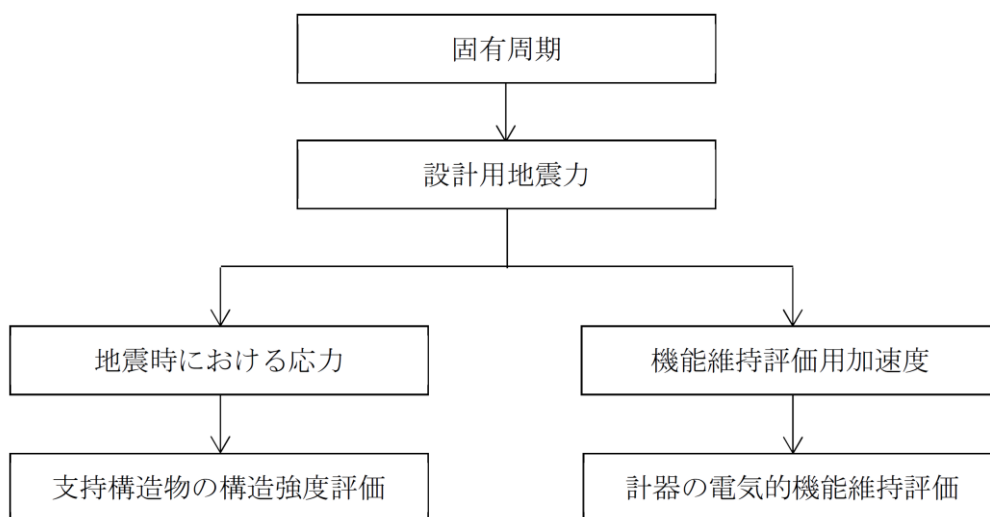 固有周期
設計用地震力
地震時における応力
機能維持評価用加速度
支持構造物の構造強度評価
計器の電気的機能維持評価